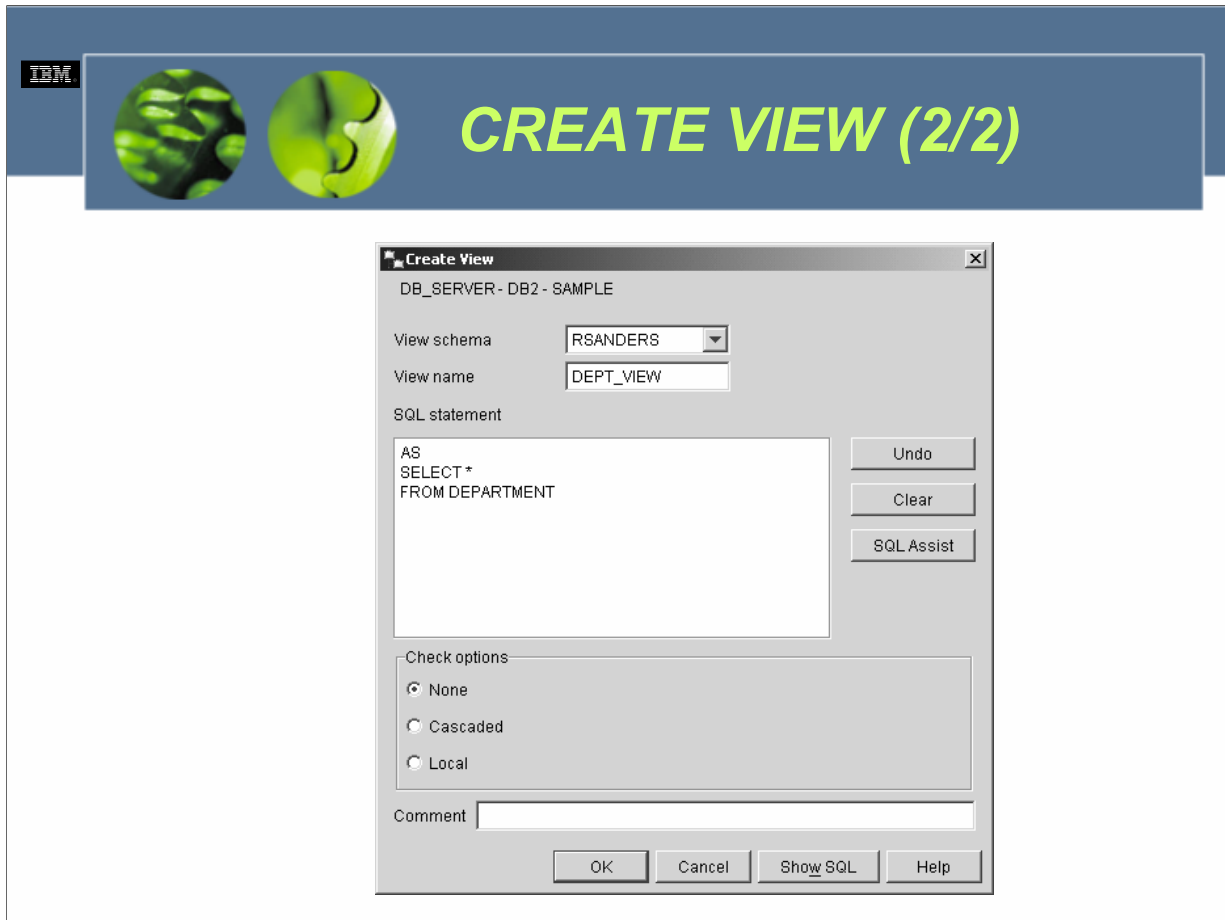 IBM.
CREATE VIEW (2/2)
Create View
DB_SERVER - DB2 - SAMPLE
View schema RSANDERS
View name DEPT_VIEW
SQL statement
AS
SELECT *
FROM DEPARTMENT
Undo
Clear
SQL Assist
Check options
None
Cascaded
Local
Comment
OK Cancel Show SQL Help